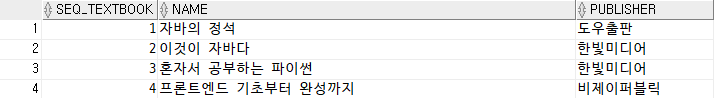 SEQ_TEXTBOOK NAME PUBLISHER
1 1 자바의 정석 도우출판
2 2 이것이 자바다 한빛미디어
3 3 혼자서 공부하는 파이썬 한빛미디어
4 4 프론트엔드 기초부터 완성까지 비제이퍼블릭